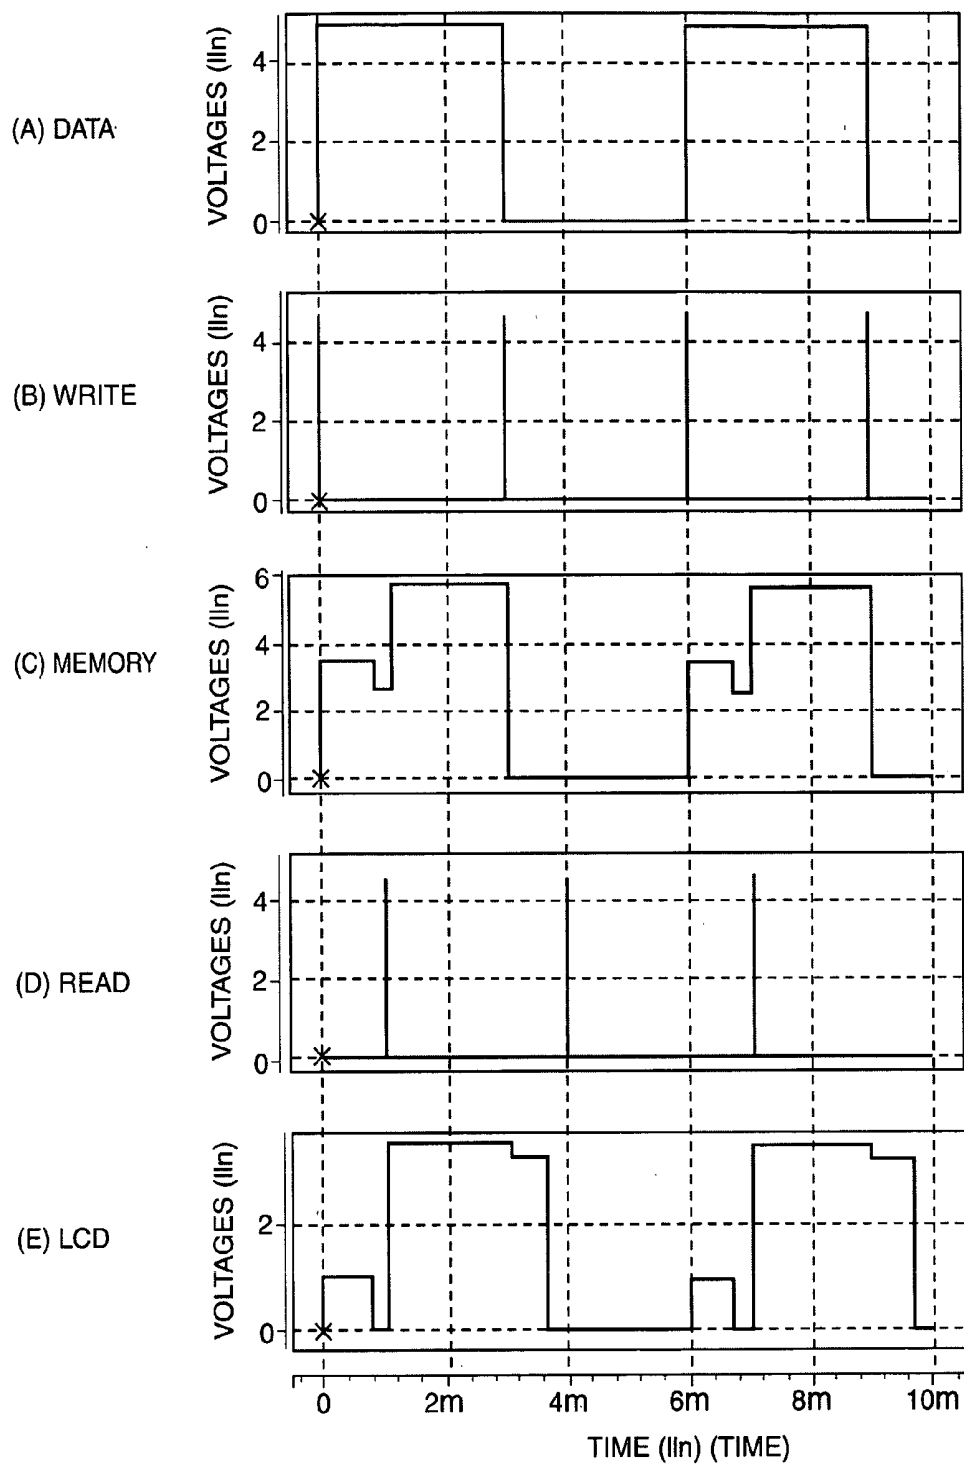 (A) DATA
VOLTAGES (lIn)
4
2
0
(B) WRITE
VOLTAGES (lIn)
4
2
0
(C) MEMORY
VOLTAGES (lIn)
6
4
2
0
(D) READ
VOLTAGES (lIn)
4
2
0
(E) LCD
VOLTAGES (lIn)
2
0
0 2m 4m 6m 8m 10m
TIME (lIn) (TIME)